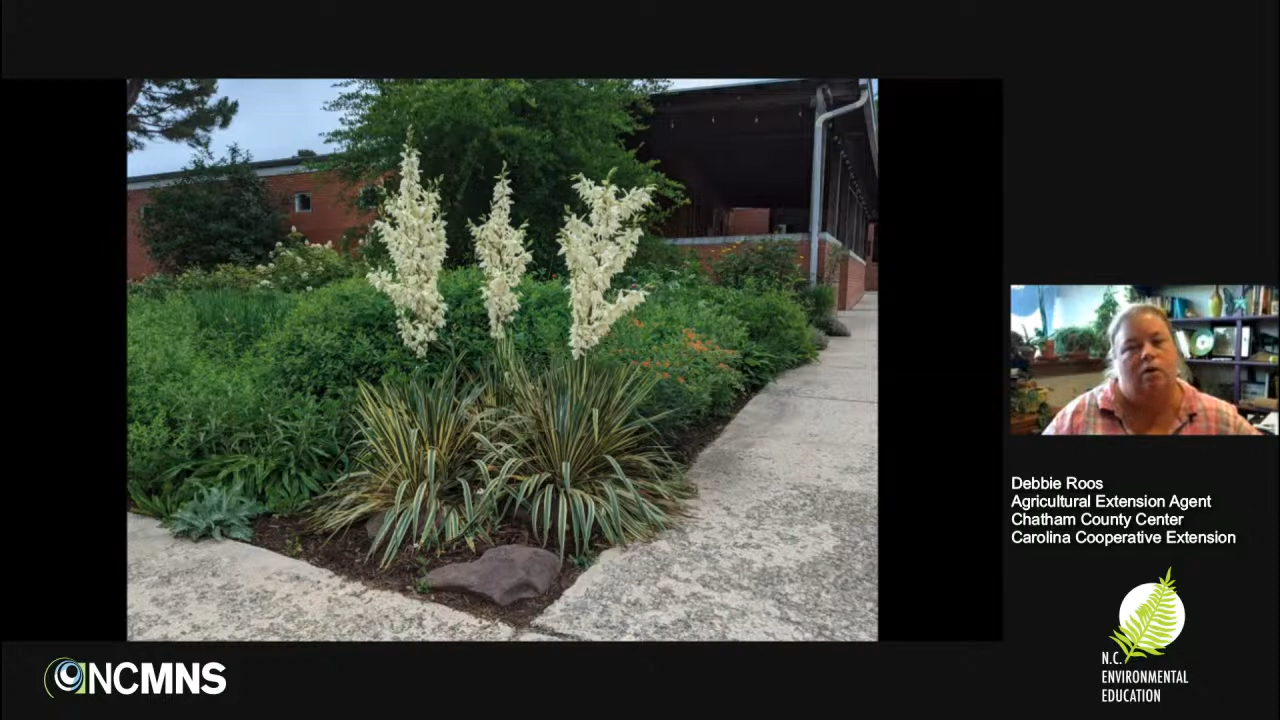 Debbie Roos
Agricultural Extension Agent
Chatham County Center
Carolina Cooperative Extension
NCMNS
N.C.
ENVIRONMENTAL
EDUCATION